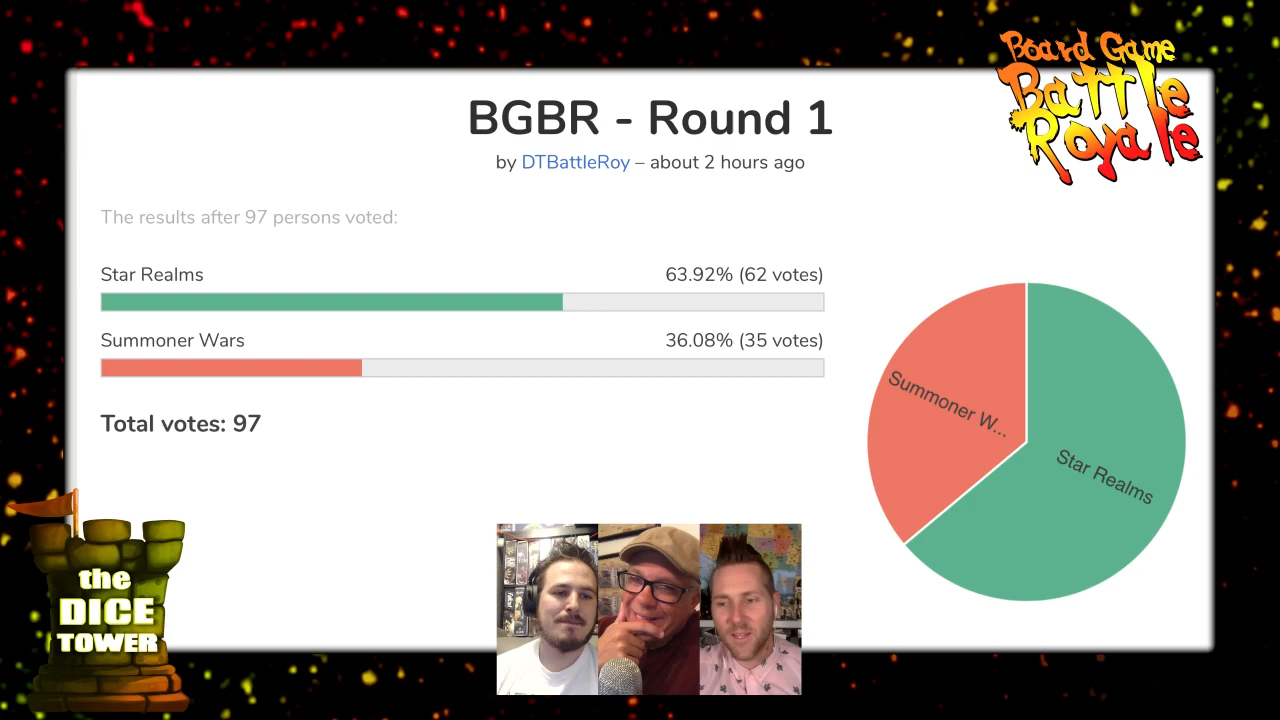 Board Game
Battle
Royale
BGBR - Round 1
by DTBattleRoy – about 2 hours ago
The results after 97 persons voted:
Star Realms 63.92% (62 votes)
Summoner Wars 36.08% (35 votes)
Total votes: 97
Summoner W...
Star Realms
the
DICE
TOWER